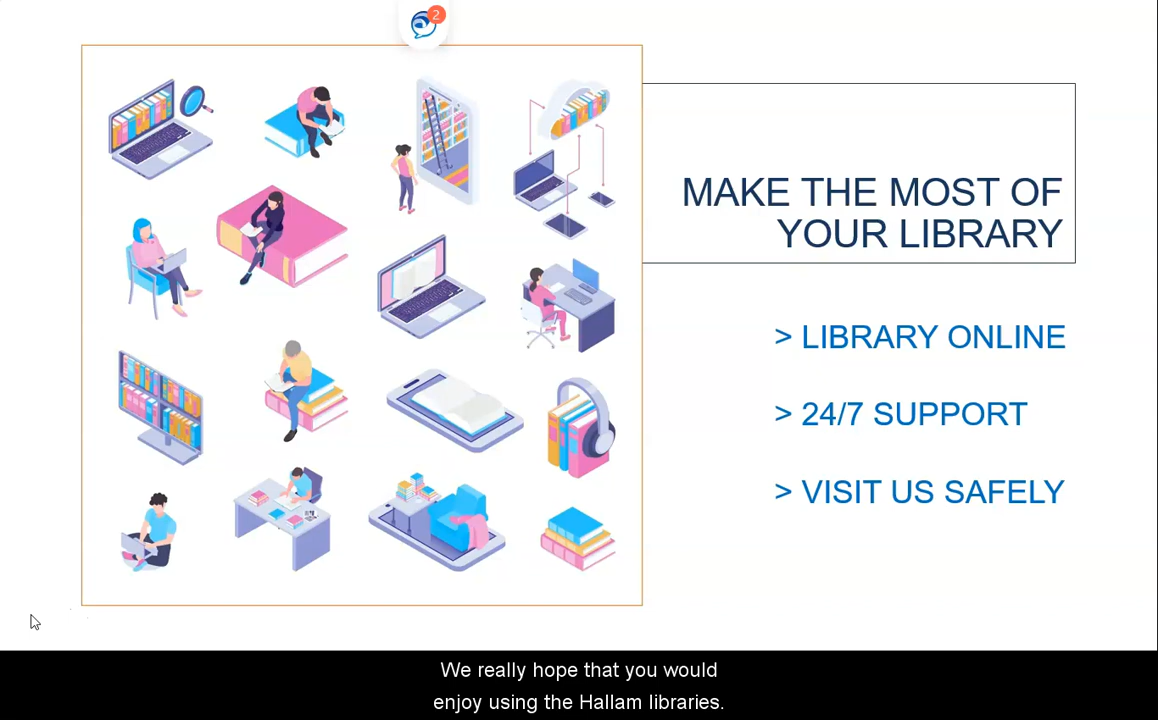 2
MAKE THE MOST OF
YOUR LIBRARY
> LIBRARY ONLINE
> 24/7 SUPPORT
> VISIT US SAFELY
We really hope that you would
enjoy using the Hallam libraries.